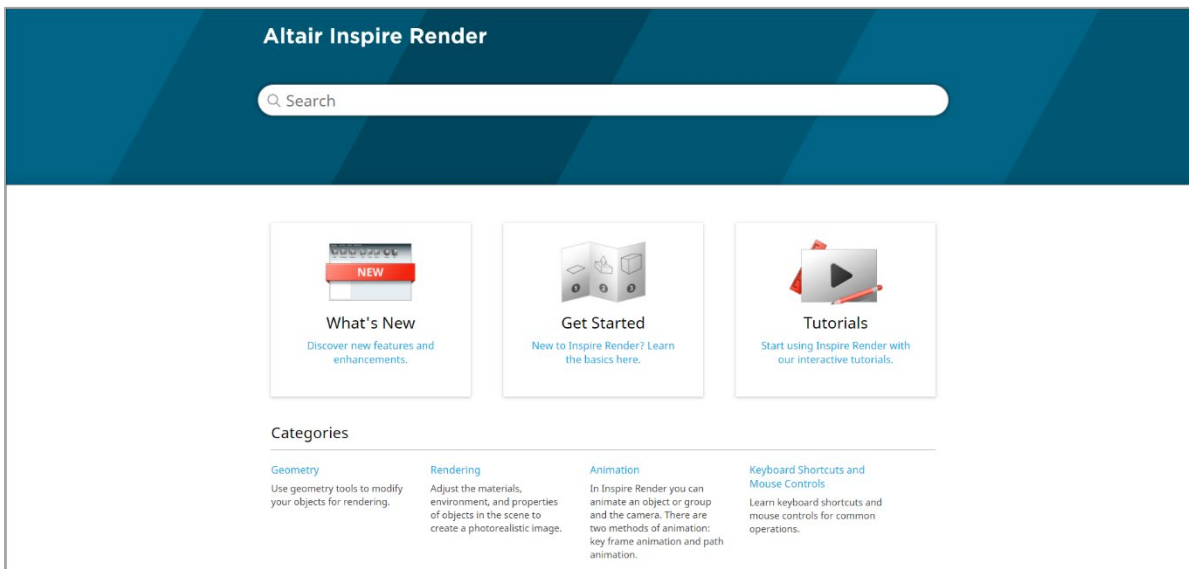 Altair Inspire Render
Search
NEW
What's New
Discover new features and
enhancements.
1 2 3
Get Started
New to Inspire Render? Learn
the basics here.
Tutorials
Start using Inspire Render with
our interactive tutorials.
Categories
Geometry
Use geometry tools to modify
your objects for rendering.
Rendering
Adjust the materials,
environment, and properties
of objects in the scene to
create a photorealistic image.
Animation
In Inspire Render you can
animate an object or group
and the camera. There are
two methods of animation:
key frame animation and path
animation.
Keyboard Shortcuts and
Mouse Controls
Learn keyboard shortcuts and
mouse controls for common
operations.